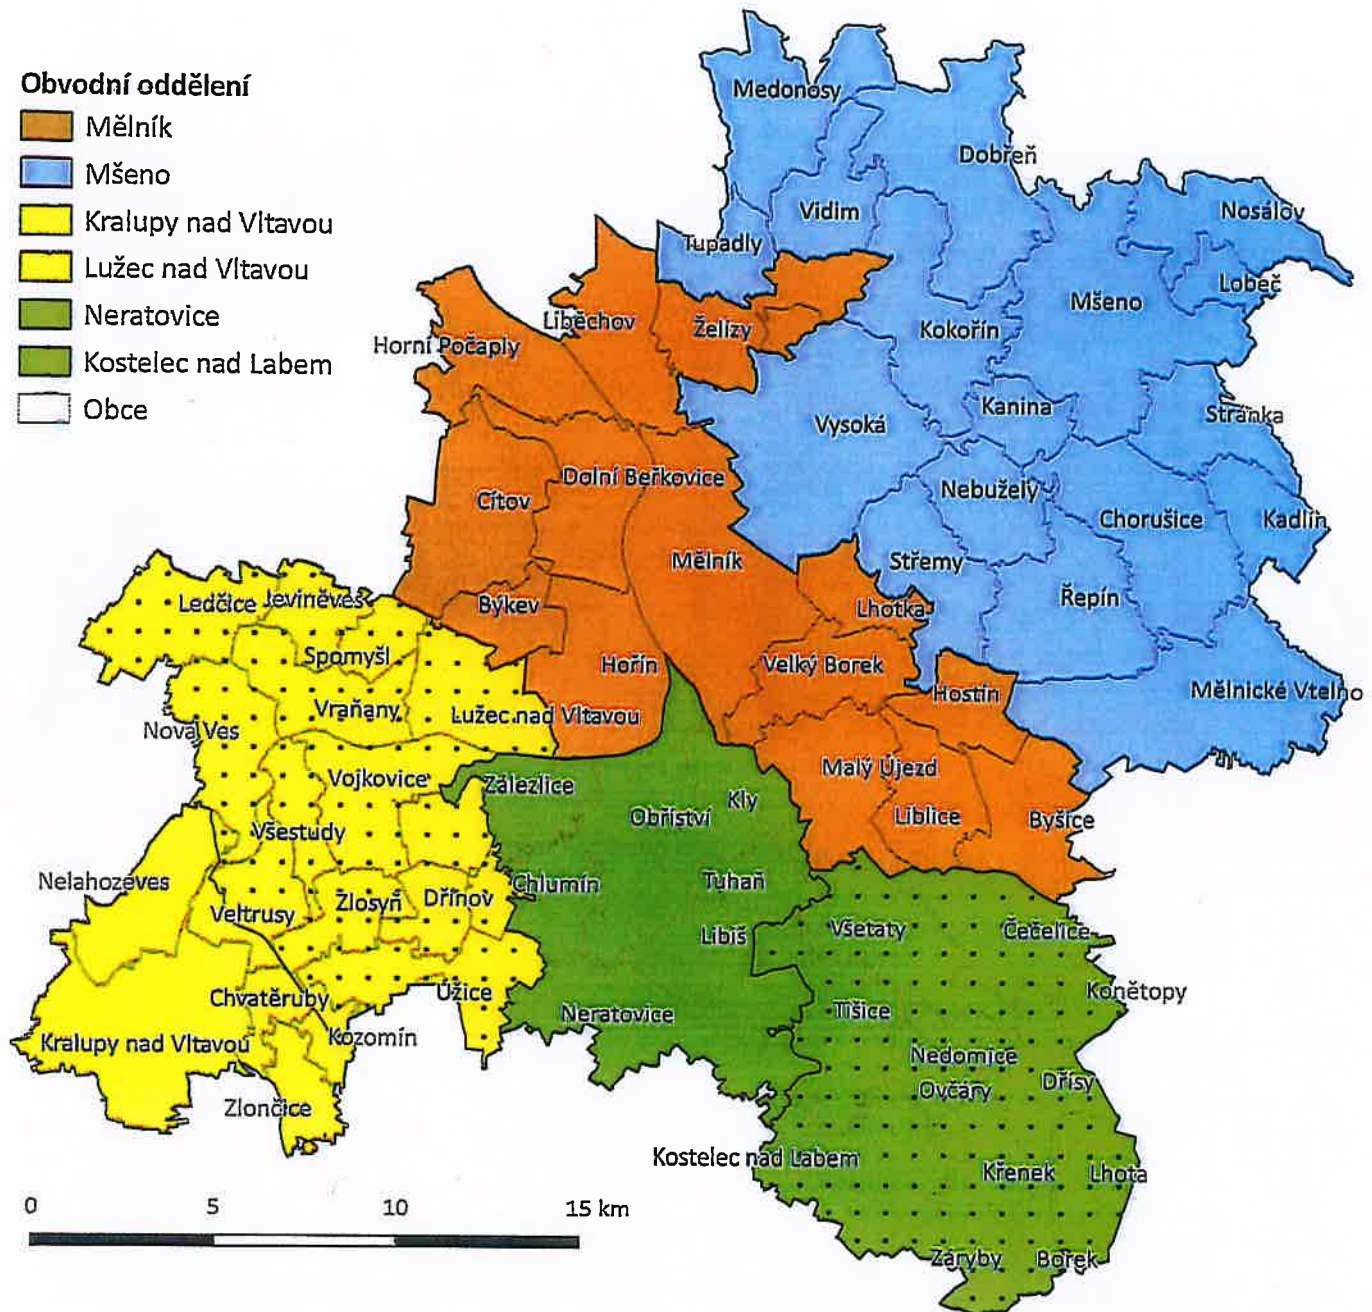 Obvodní oddělení
Mělník
Mšeno
Kralupy nad Vltavou
Lužec nad Vltavou
Neratovice
Kostelec nad Labem
Obce
Medonosy
Dobřeň
Vidim
Nosálov
Tupadly
Lobeč
Mšeno
Liběchov
Želízy
Kokořín
Horní Počaply
Kanina
Stránka
Vysoká
Dolní Beřkovice
Cítov
Nebužely
Chorušice
Kadlín
Mělník
Střemy
Ledčice
Jeviněves
Býkev
Lhotka
Řepín
Spomyšl
Hořín
Velký Borek
Hostín
Mělnické Vtelno
Vraňany
Lužec nad Vltavou
Nová Ves
Malý Újezd
Vojkovice
Zálezlice
Kly
Obříství
Liblice
Byšice
Všestudy
Nelahozeves
Chlumín
Tuhaň
Veltrusy
Zlosyň
Dřínov
Libiš
Všetaty
Čečelice
Úžice
Konětopy
Chvatěruby
Neratovice
Tišice
Kozomín
Kralupy nad Vltavou
Nedomice
Ovčáry
Dřísy
Zlončice
Kostelec nad Labem
Křenek
Lhota
0 5 10 15 km
Záryby
Borek